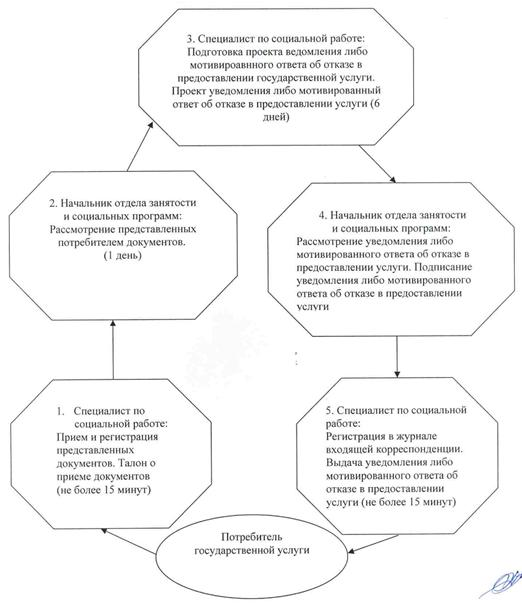 3. Специалист по социальной работе:
Подготовка проекта ведомления либо
мотивироавнного ответа об отказе в
предоставлении государственной услуги.
Проект уведомления либо мотивированный
ответ об отказе в предоставлении услуги (6
дней)
2. Начальник отдела занятости
и социальных программ:
Рассмотрение представленных
потребителем документов.
(1 день)
4. Начальник отдела занятости
и социальных программ:
Рассмотрение уведомления либо
мотивированного ответа об отказе в
предоставлении услуги. Подписание
уведомления либо мотивированного
ответа об отказе в предоставлении
услуги
1. Специалист по
социальной работе:
Прием и регистрация
представленных
документов. Талон о
приеме документов
(не более 15 минут)
5. Специалист по социальной
работе:
Регистрация в журнале
входящей корреспонденции.
Выдача уведомления либо
мотивированного ответа об
отказе в предоставлении
услуги (не более 15 минут)
Потребитель
государственной услуги